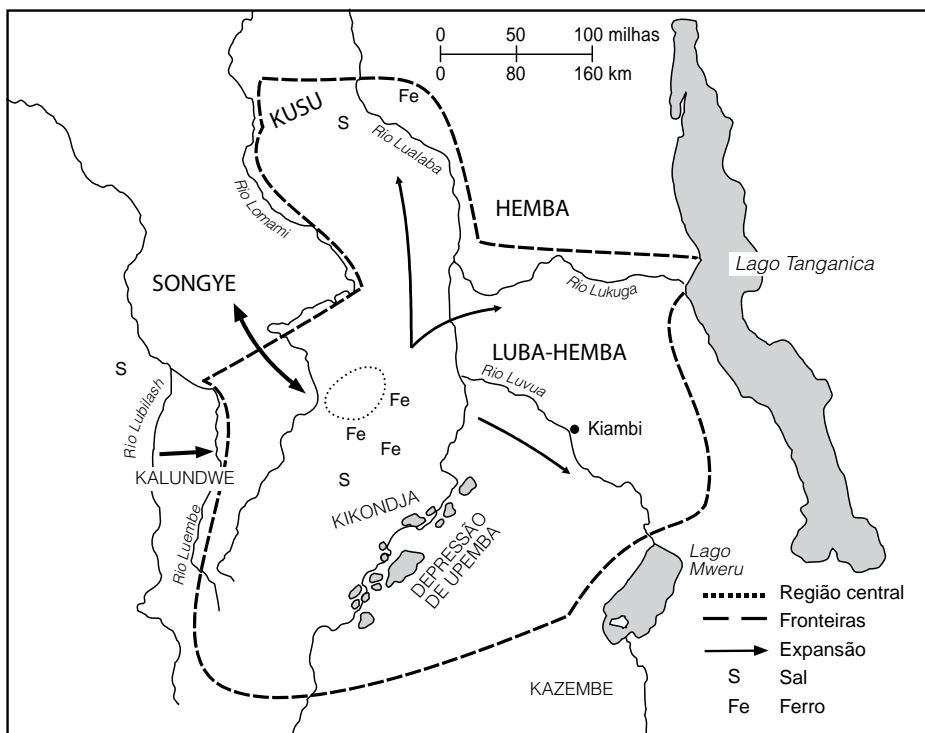 0 50 100 milhas
0 80 160 km
Fe
KUSU
S
Rio Lualaba
Rio Lomami
HEMBA
Lago Tanganica
SONGYE
Rio Lukuga
LUBA-HEMBA
S
Rio Luvua
Rio Lubilash
Fe
Kiambi
Fe
Fe
KALUNDWE
S
KIKONDJA
Rio Luembe
DEPRESSÃO
DE UPEMBA
Lago
Mweru
KAZEMBE
Região central
Fronteiras
Expansão
S Sal
Fe Ferro